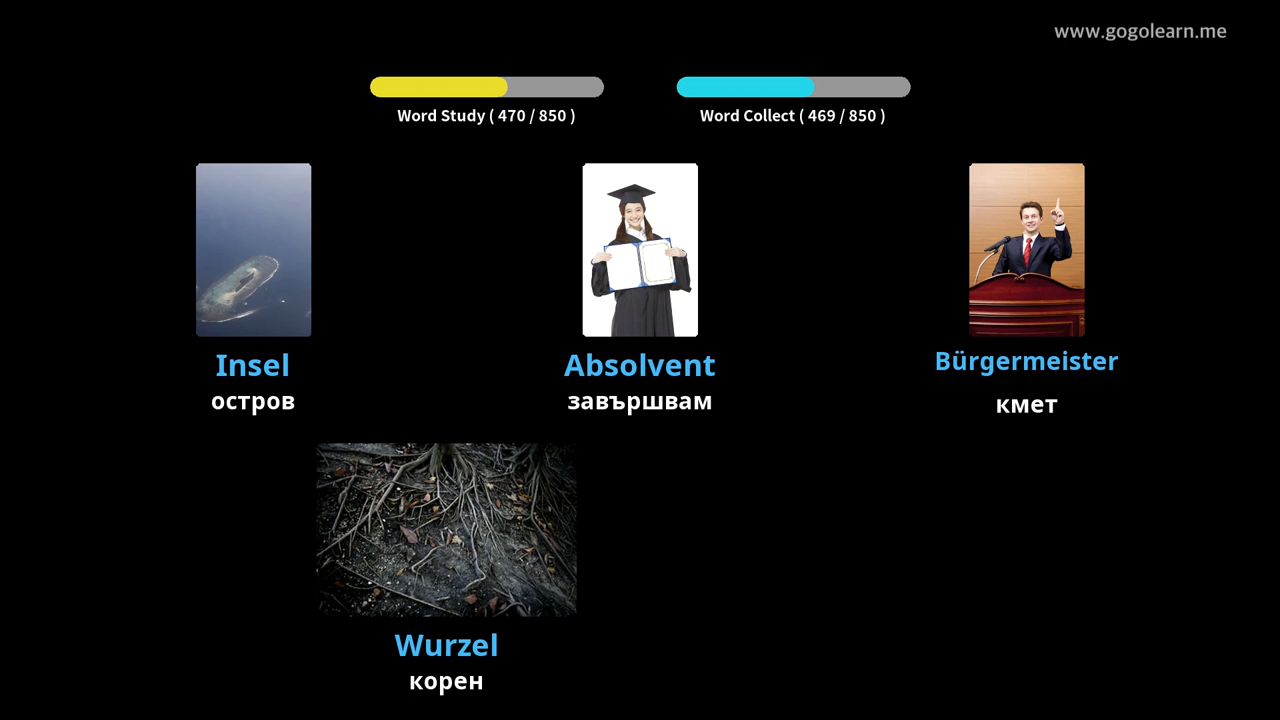 www.gogolearn.me
Word Study ( 470 / 850 )
Word Collect ( 469 / 850 )
Insel
остров
Absolvent
завършвам
Bürgermeister
кмет
Wurzel
корен